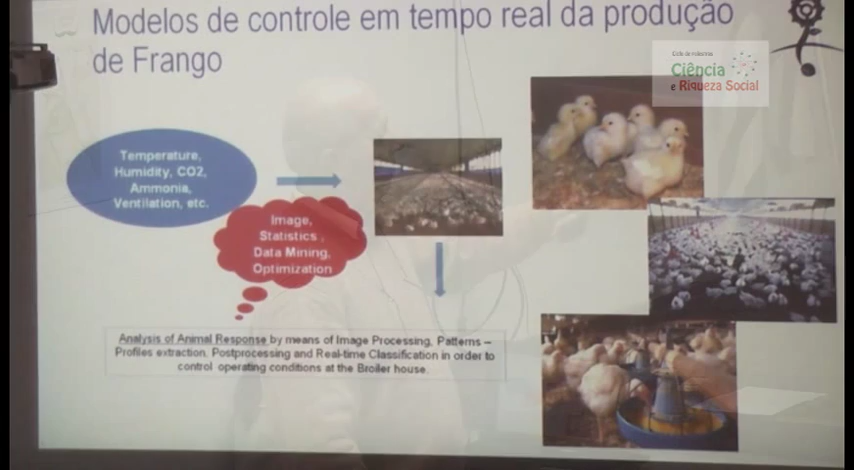 Modelos de controle em tempo real da produção
de Frango
Ciência
e Riqueza Social
Temperature,
Humidity, CO2,
Ammonia,
Ventilation, etc.
Image,
Statistics,
Data Mining,
Optimization
Analysis of Animal Response by means of Image Processing, Patterns –
Profiles extraction, Postprocessing and Real-time Classification in order to
control operating conditions at the Broiler house.